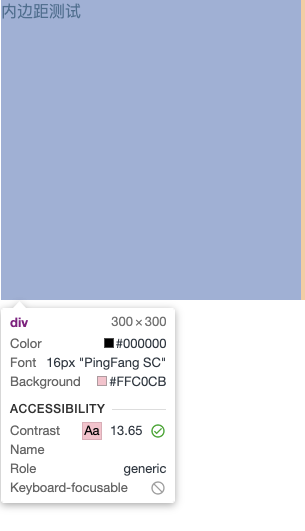 内边距测试
div 300 × 300
Color #000000
Font 16px "PingFang SC"
Background #FFC0CB
ACCESSIBILITY
Contrast Aa 13.65
Name
Role generic
Keyboard-focusable